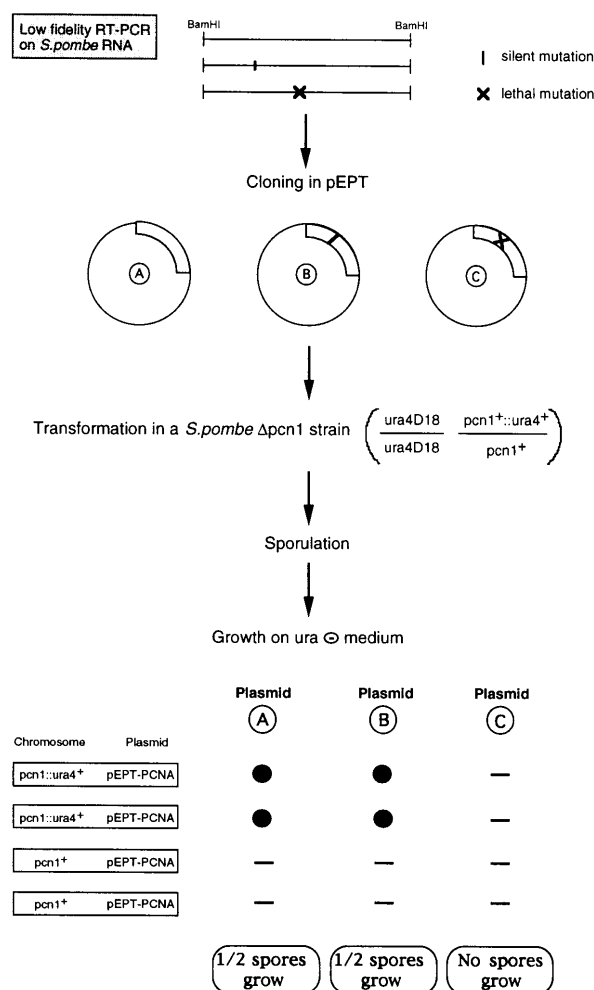 Low fidelity RT-PCR
on S.pombe RNA
BamHI BamHI
silent mutation
lethal mutation
Cloning in pEPT
A B C
Transformation in a S.pombe Δpcn1 strain ( ura4D18 pcn1⁺::ura4⁺ )
ura4D18 pcn1⁺
Sporulation
Growth on ura ⊖ medium
Plasmid Plasmid Plasmid
A B C
Chromosome Plasmid
pcn1::ura4⁺ pEPT-PCNA
pcn1::ura4⁺ pEPT-PCNA
pcn1⁺ pEPT-PCNA
pcn1⁺ pEPT-PCNA
1/2 spores 1/2 spores No spores
grow grow grow